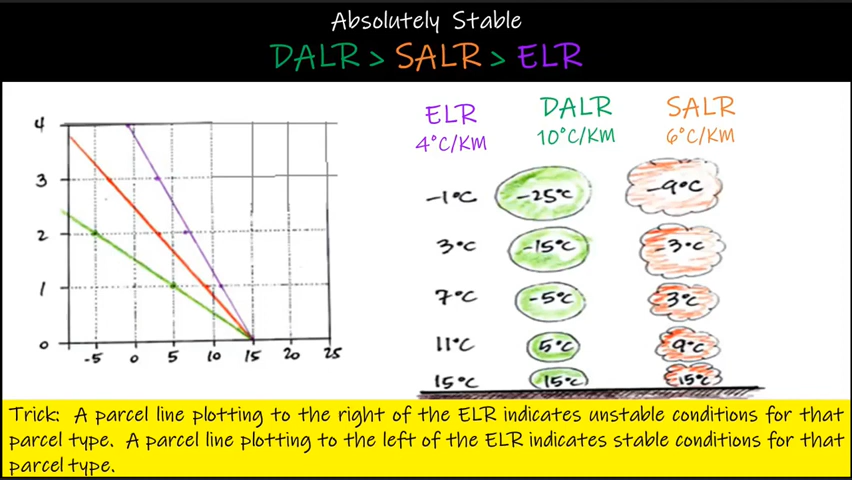 Absolutely Stable
DALR > SALR > ELR
4
3
2
1
0
-5
0
5
10
15
20
25
ELR
4°C/KM
DALR
10°C/KM
SALR
6°C/KM
-1°C
-25°C
-9°C
3°C
-15°C
-3°C
7°C
-5°C
3°C
11°C
5°C
9°C
15°C
15°C
15°C
Trick: A parcel line plotting to the right of the ELR indicates unstable conditions for that
parcel type. A parcel line plotting to the left of the ELR indicates stable conditions for that
parcel type.